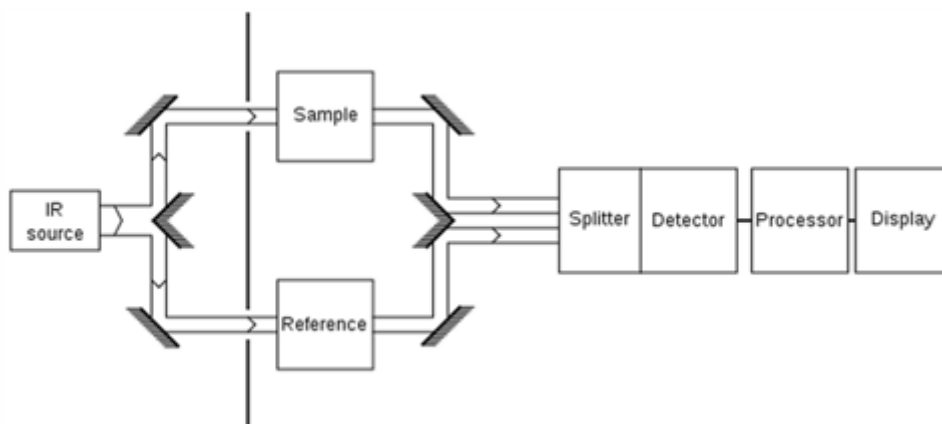 Sample
IR
source
Splitter
Detector
Processor
Display
Reference